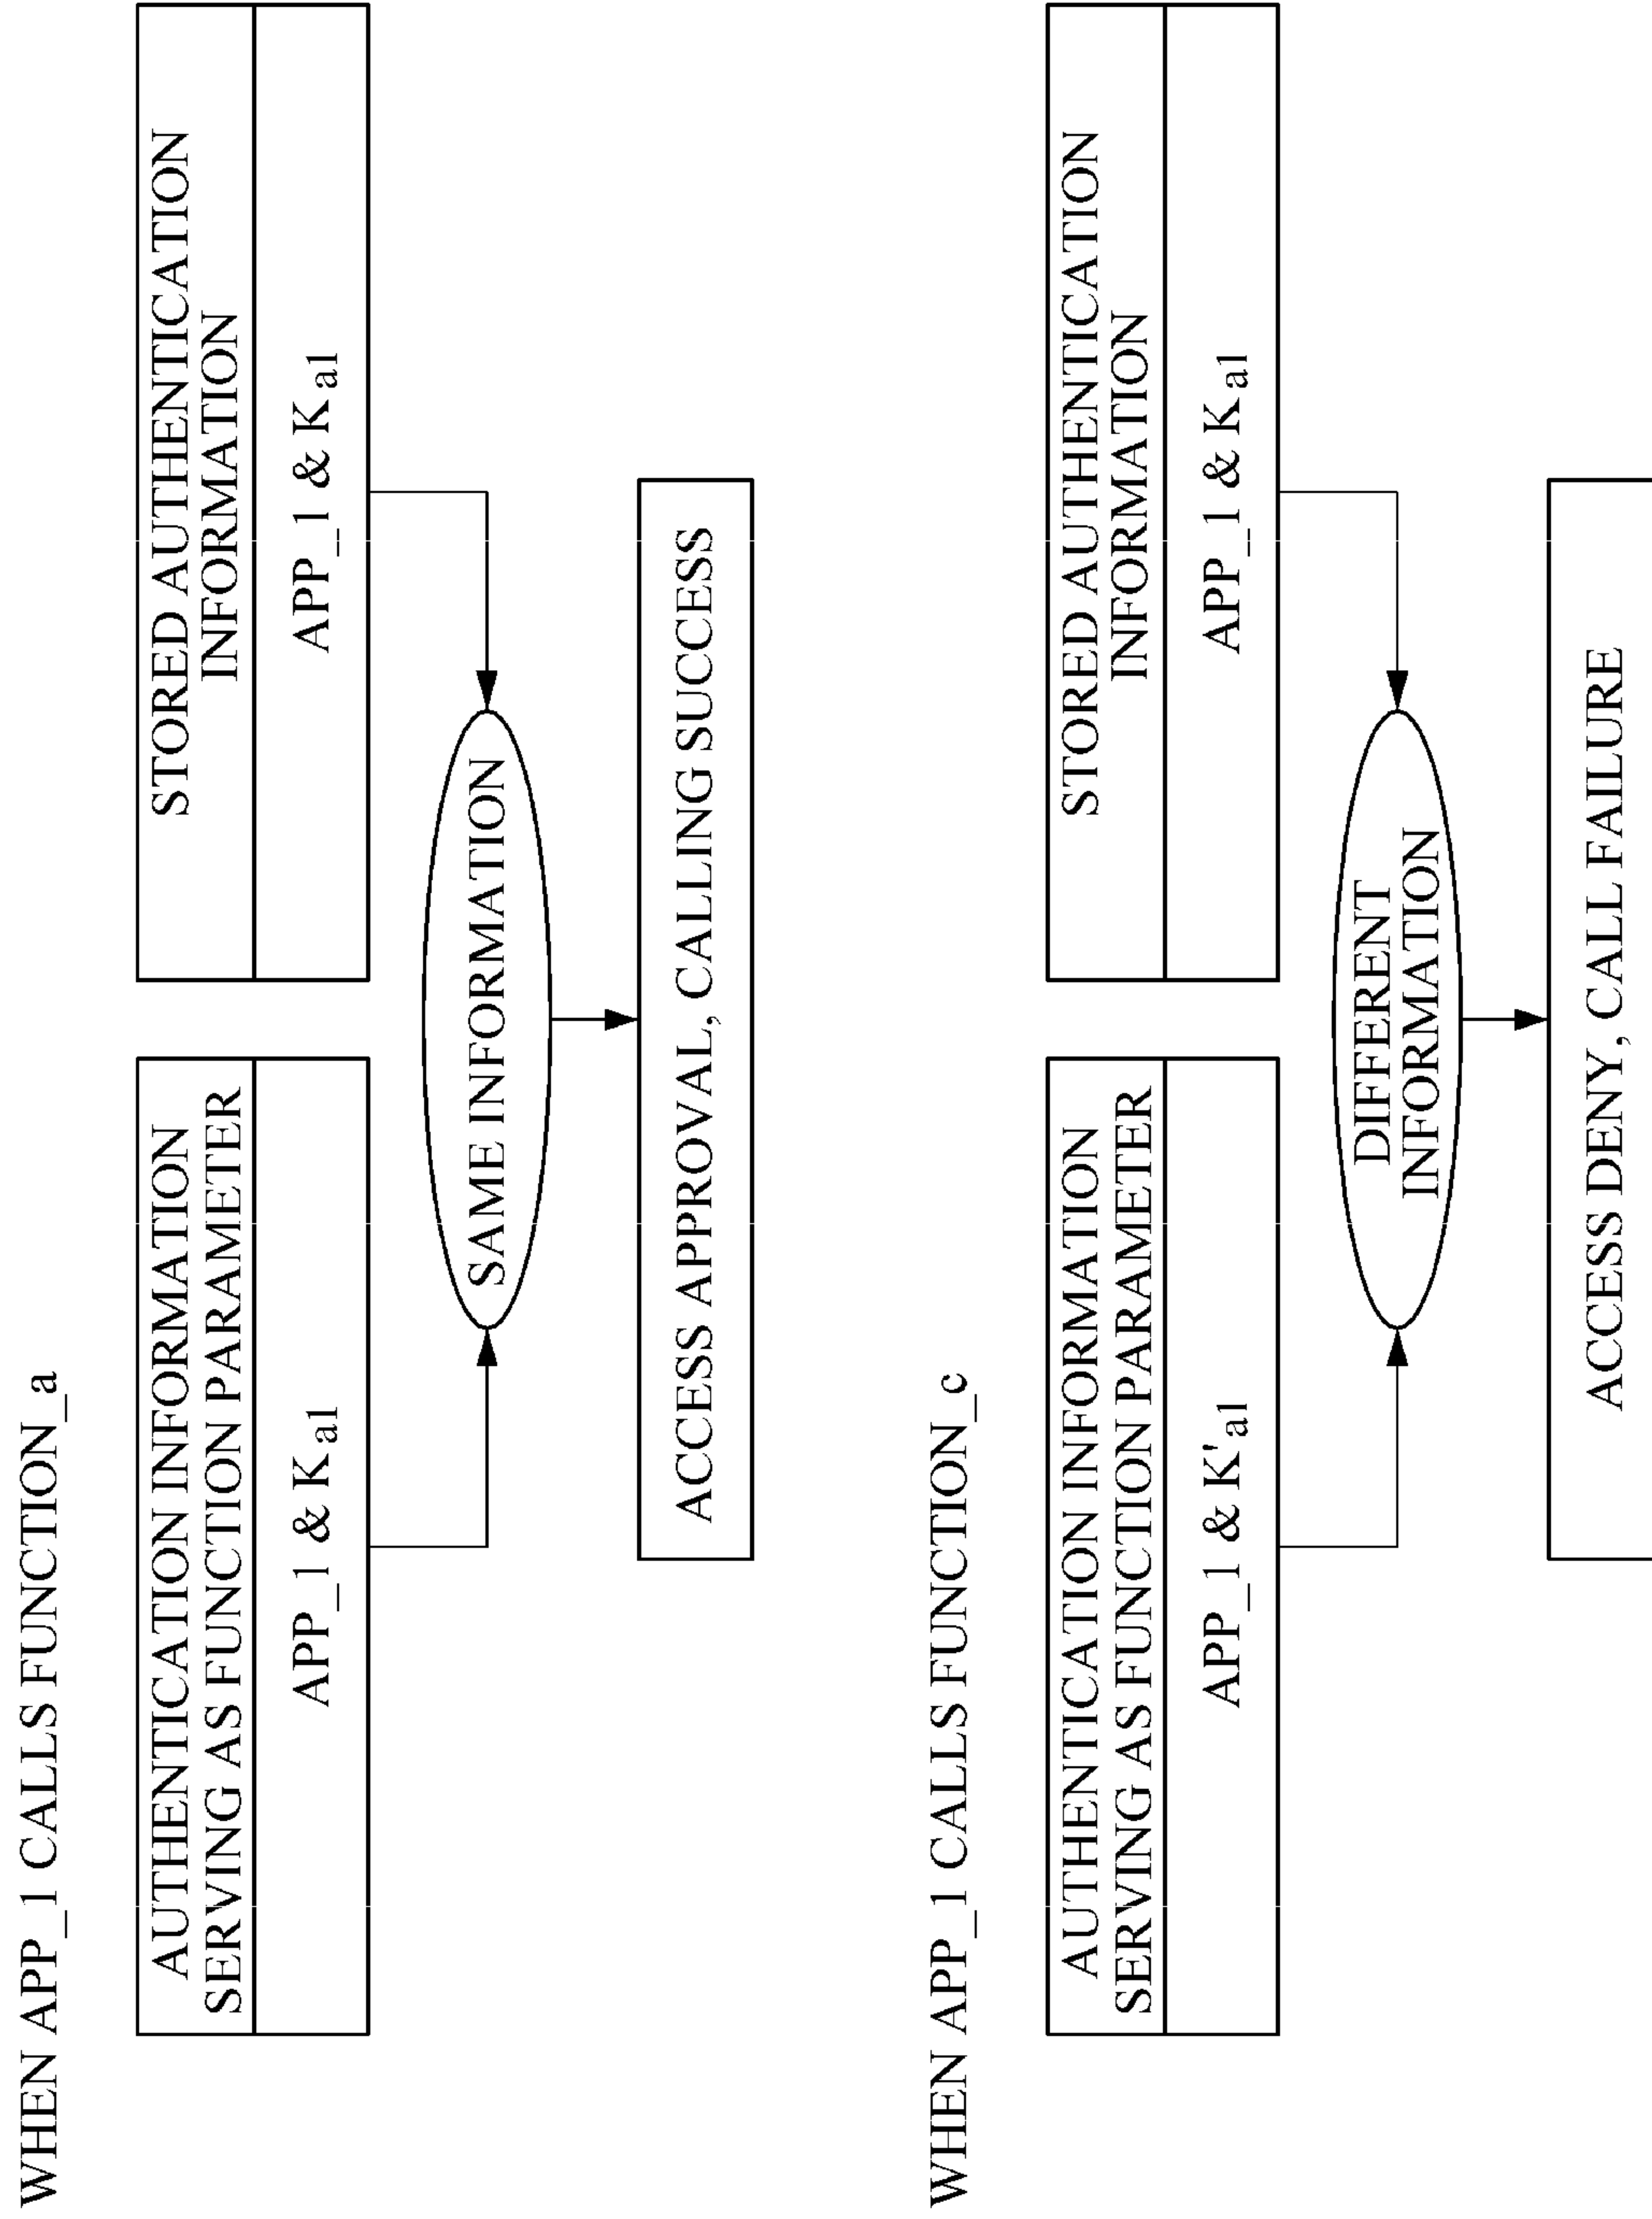 WHEN APP_1 CALLS FUNCTION_a
AUTHENTICATION INFORMATION
SERVING AS FUNCTION PARAMETER
APP_1 & Ka1
STORED AUTHENTICATION
INFORMATION
APP_1 & Ka1
SAME INFORMATION
ACCESS APPROVAL, CALLING SUCCESS
WHEN APP_1 CALLS FUNCTION_c
AUTHENTICATION INFORMATION
SERVING AS FUNCTION PARAMETER
APP_1 & K'a1
STORED AUTHENTICATION
INFORMATION
APP_1 & Ka1
DIFFERENT
INFORMATION
ACCESS DENY, CALL FAILURE